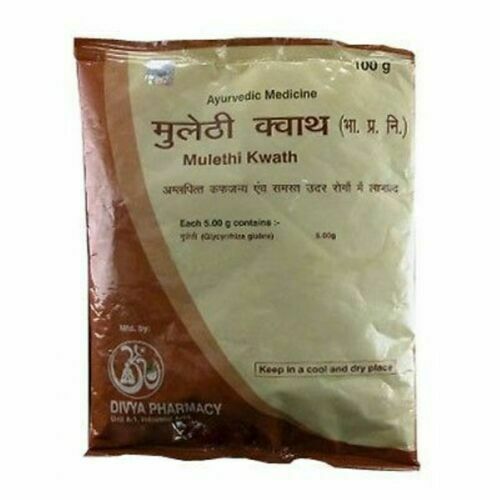 100 g
Ayurvedic Medicine
मुलेठी क्वाथ (भा. प्र. नि.)
Mulethi Kwath
अम्लपित्त कफजन्य एंव समस्त उदर रोगों में लाभप्रद
Each 5.00 g contains :-
मुलेठी (Glycyrrhiza glabra) 5.00g
Mfd. by:
Keep in a cool and dry place
DIVYA PHARMACY